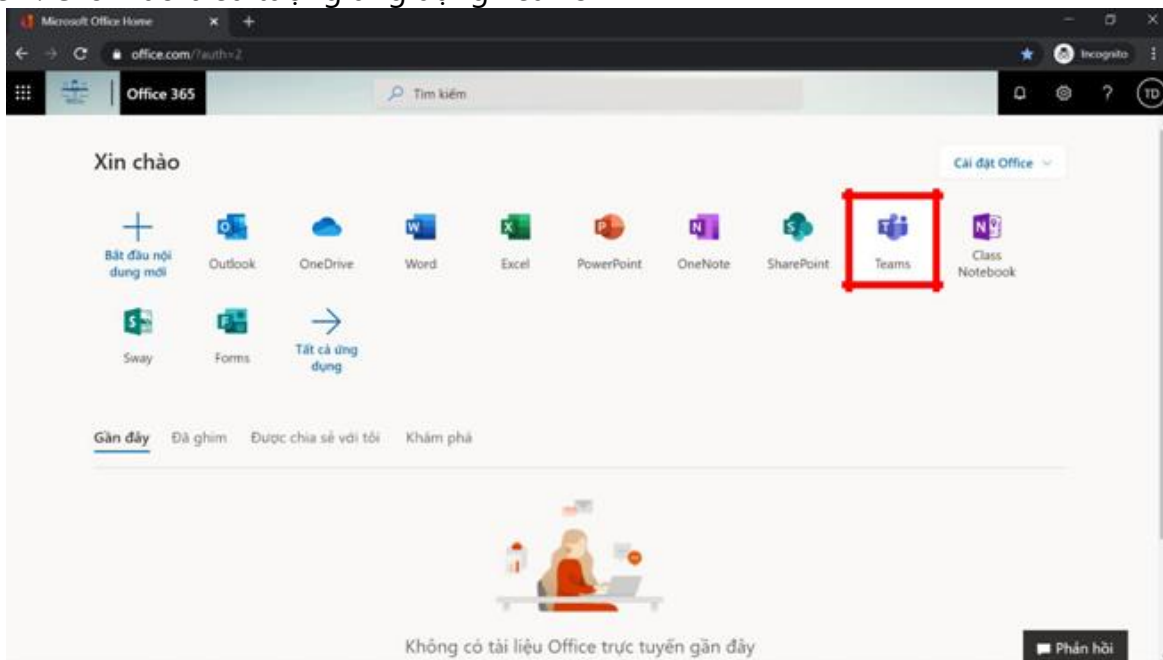 Microsoft Office Home
office.com/?auth=2
Incognito
Office 365
Tìm kiếm
TD
Xin chào
Cài đặt Office
Bắt đầu nội dung mới
Outlook
OneDrive
Word
Excel
PowerPoint
OneNote
SharePoint
Teams
Class Notebook
Sway
Forms
Tất cả ứng dụng
Gần đây Đã ghim Được chia sẻ với tôi Khám phá
Không có tài liệu Office trực tuyến gần đây
Phản hồi